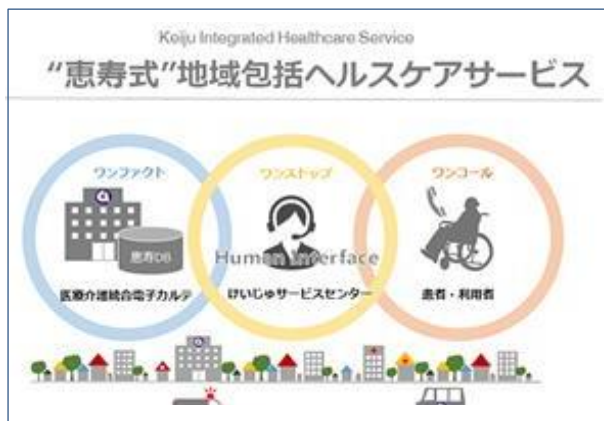 Keiju Integrated Healthcare Service
“恵寿式”地域包括ヘルスケアサービス
ワンファクト
ワンストップ
ワンコール
恵寿DB
Human Interface
医療介護統合電子カルテ
けいじゅサービスセンター
患者・利用者